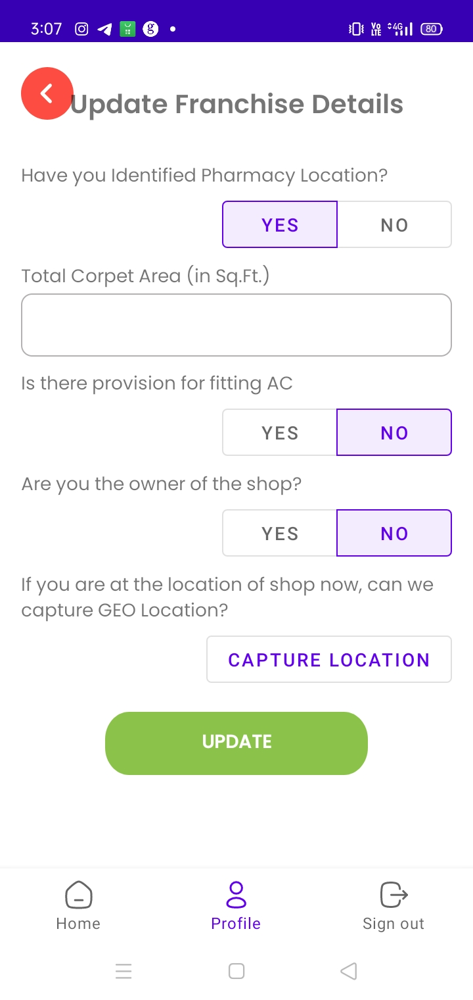 3:07 g VoLTE 4G 80
Update Franchise Details
Have you Identified Pharmacy Location?
YES NO
Total Corpet Area (in Sq.Ft.)
Is there provision for fitting AC
YES NO
Are you the owner of the shop?
YES NO
If you are at the location of shop now, can we
capture GEO Location?
CAPTURE LOCATION
UPDATE
Home Profile Sign out